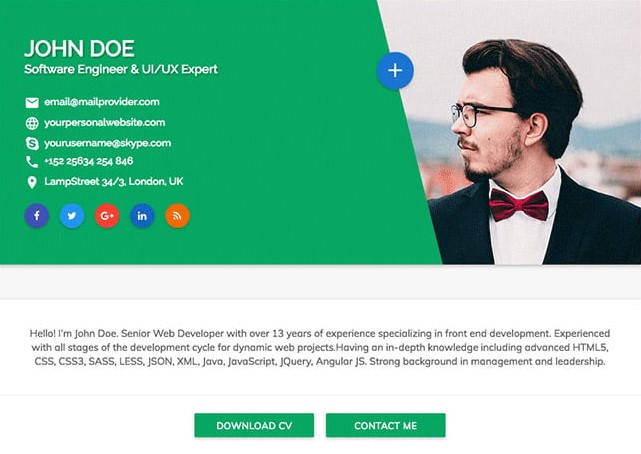 JOHN DOE
Software Engineer & UI/UX Expert
email@mailprovider.com
yourpersonalwebsite.com
yourusername@skype.com
+152 25634 254 846
LampStreet 34/3, London, UK
Hello! I'm John Doe. Senior Web Developer with over 13 years of experience specializing in front end development. Experienced
with all stages of the development cycle for dynamic web projects.Having an in-depth knowledge including advanced HTML5,
CSS, CSS3, SASS, LESS, JSON, XML, Java, JavaScript, JQuery, Angular JS. Strong background in management and leadership.
DOWNLOAD CV
CONTACT ME